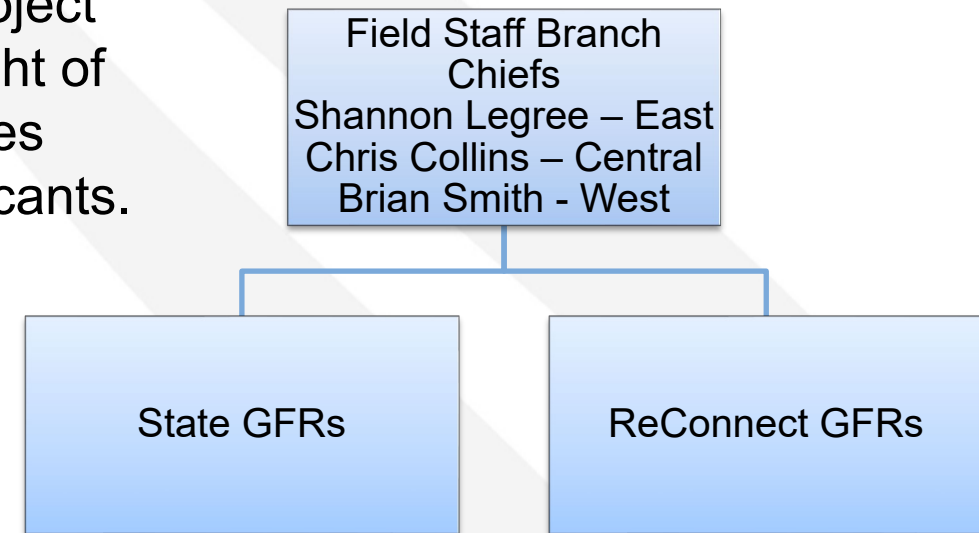 ht of
es
cants.
Field Staff Branch
Chiefs
Shannon Legree – East
Chris Collins – Central
Brian Smith - West
State GFRs
ReConnect GFRs